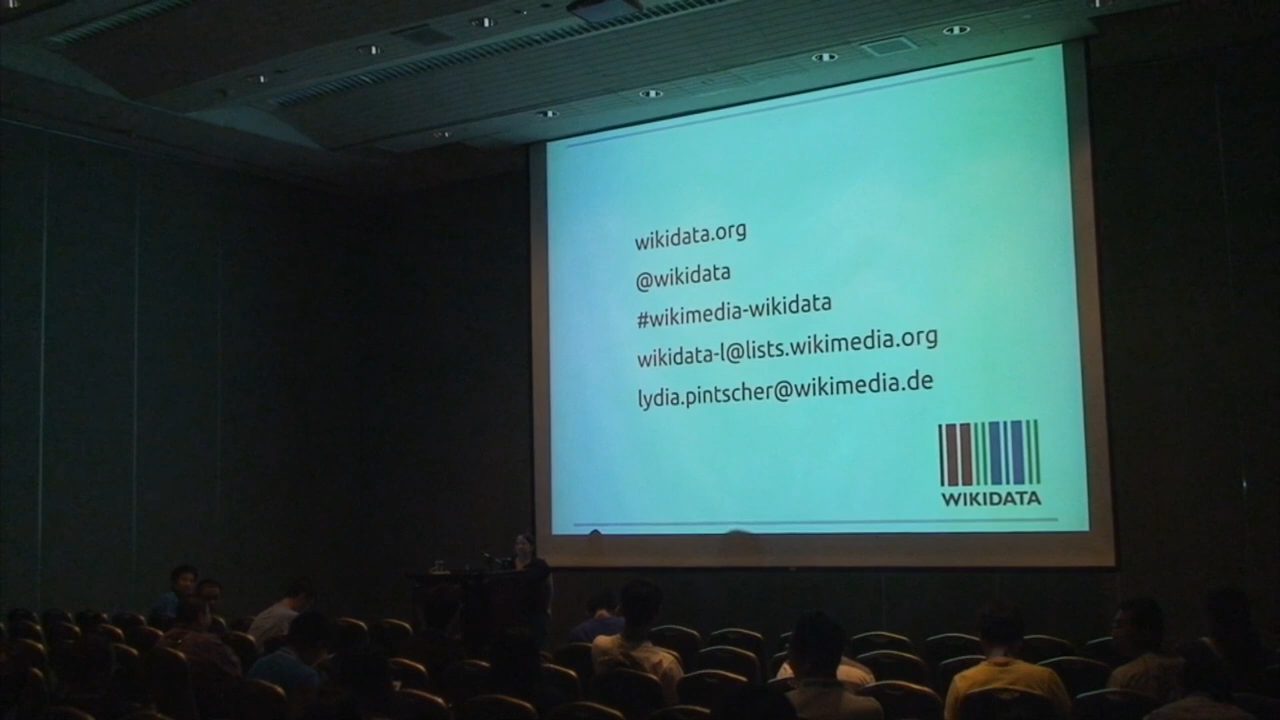 wikidata.org
@wikidata
#wikimedia-wikidata
wikidata-l@lists.wikimedia.org
lydia.pintscher@wikimedia.de
WIKIDATA